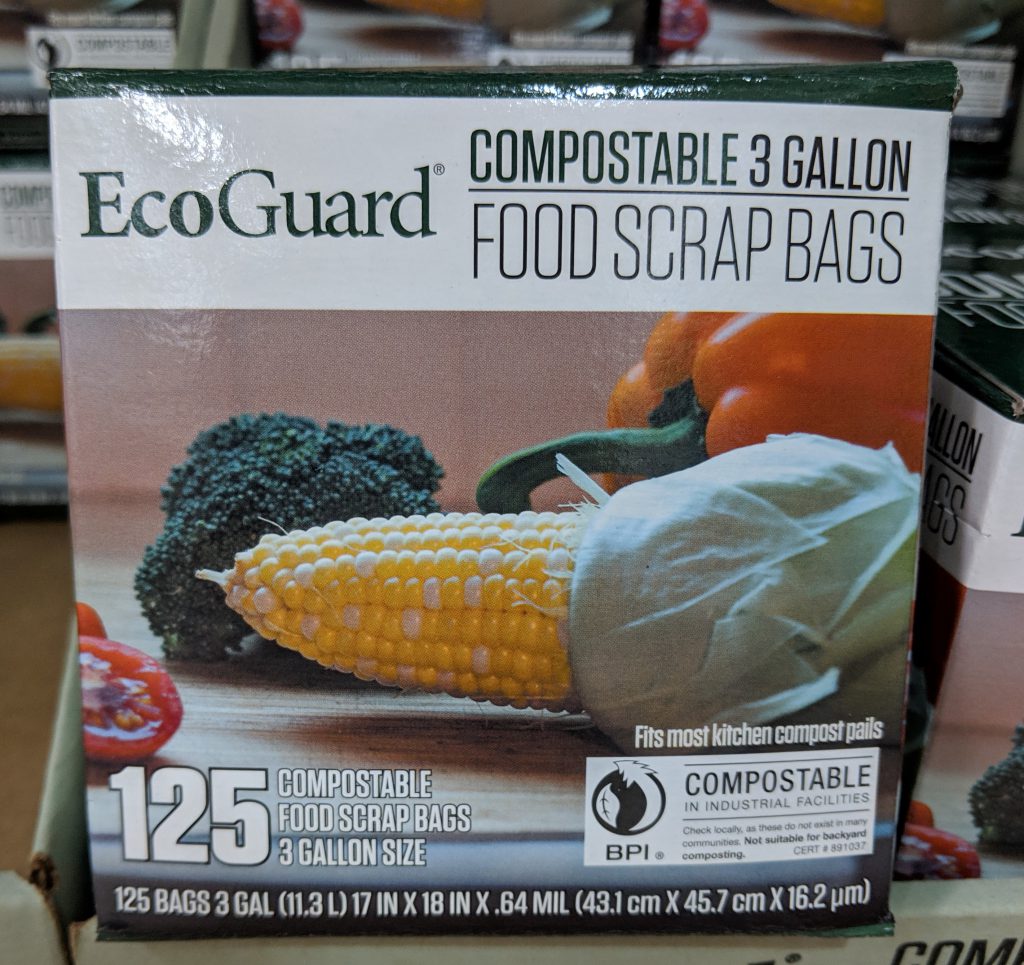 EcoGuard®
COMPOSTABLE 3 GALLON
FOOD SCRAP BAGS
Fits most kitchen compost pails
125
COMPOSTABLE
FOOD SCRAP BAGS
3 GALLON SIZE
BPI ®
COMPOSTABLE
IN INDUSTRIAL FACILITIES
Check locally, as these do not exist in many
communities. Not suitable for backyard
composting.
CERT # 891037
125 BAGS 3 GAL (11.3 L) 17 IN X 18 IN X .64 MIL (43.1 cm X 45.7 cm X 16.2 µm)